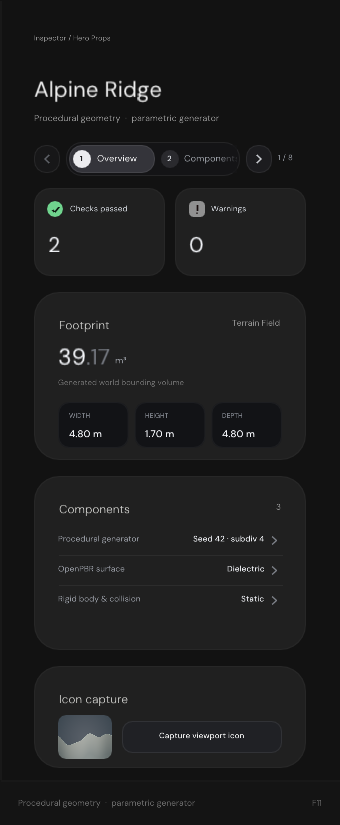 Inspector / Hero Props
Alpine Ridge
Procedural geometry · parametric generator
1 Overview 2 Component 1 / 8
Checks passed
2
! Warnings
0
Footprint Terrain Field
39.17 m³
Generated world bounding volume
WIDTH HEIGHT DEPTH
4.80 m 1.70 m 4.80 m
Components 3
Procedural generator Seed 42 · subdiv 4
OpenPBR surface Dielectric
Rigid body & collision Static
Icon capture
Capture viewport icon
Procedural geometry · parametric generator F11